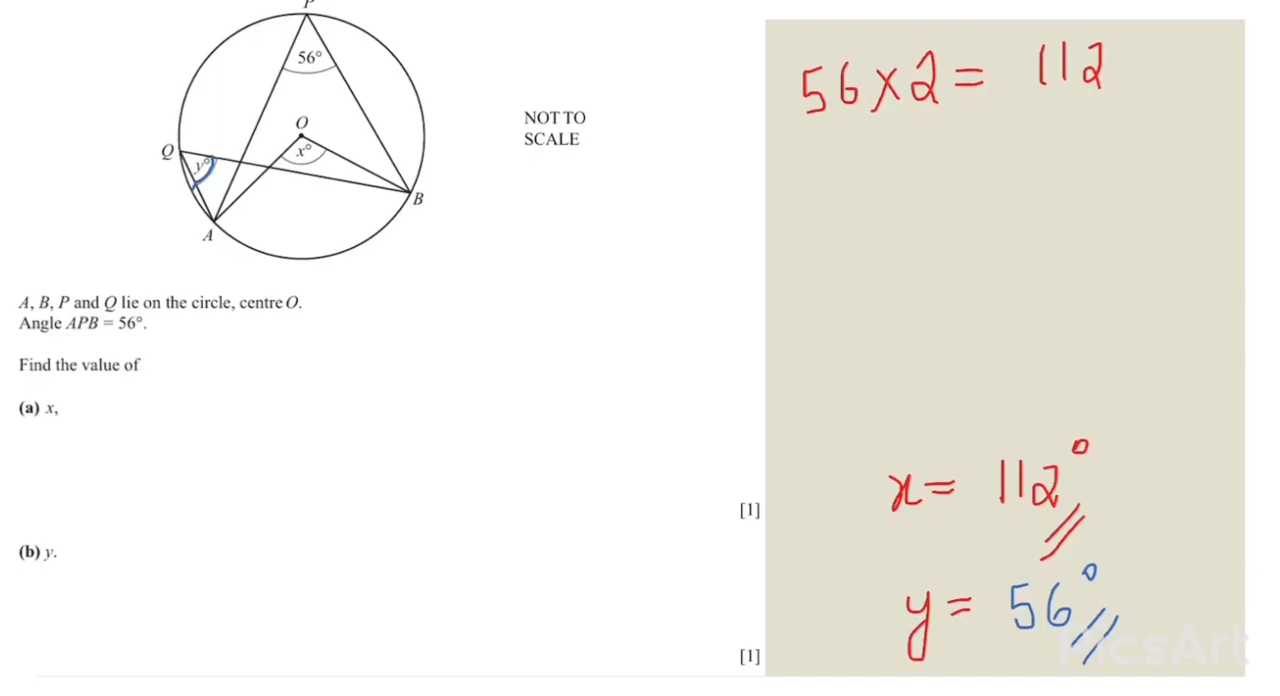 P
56°
O
x°
Q
y°
B
A
NOT TO
SCALE
A, B, P and Q lie on the circle, centre O.
Angle APB = 56°.
Find the value of
(a) x,
[1]
(b) y.
[1]
56 × 2 = 112
x = 112°
y = 56°
PicsArt